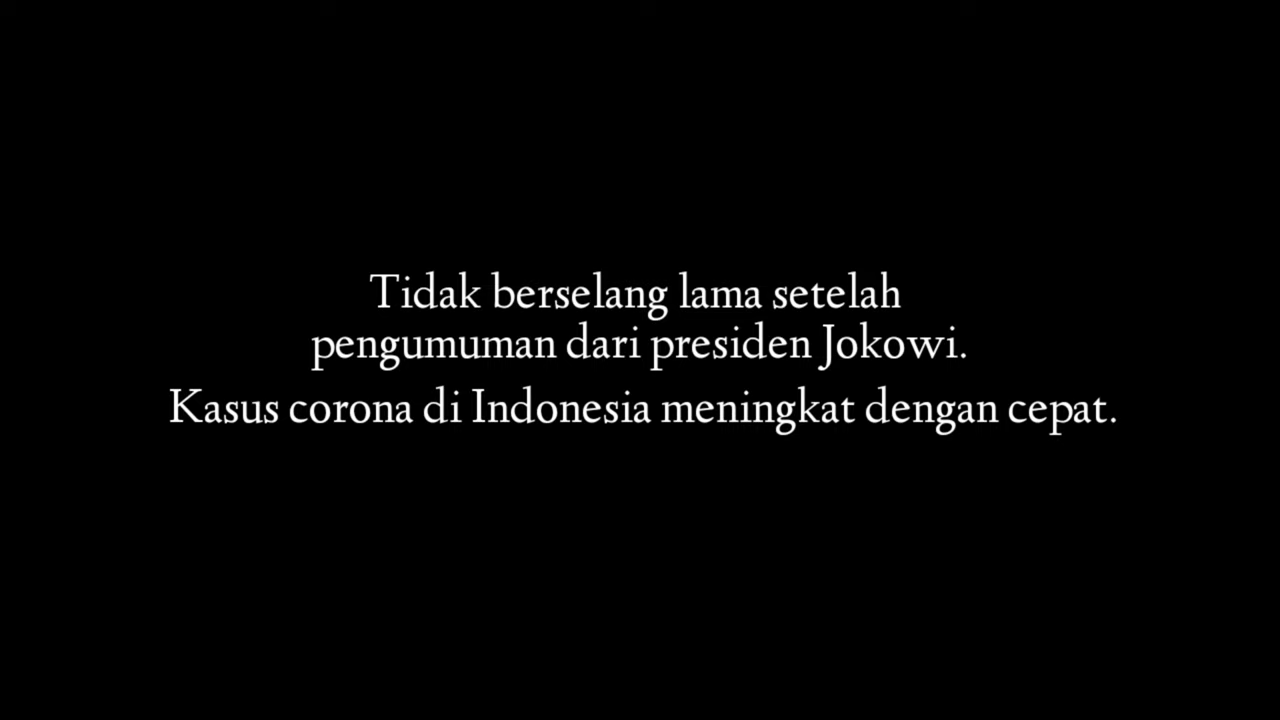 Tidak berselang lama setelah
pengumuman dari presiden Jokowi.
Kasus corona di Indonesia meningkat dengan cepat.